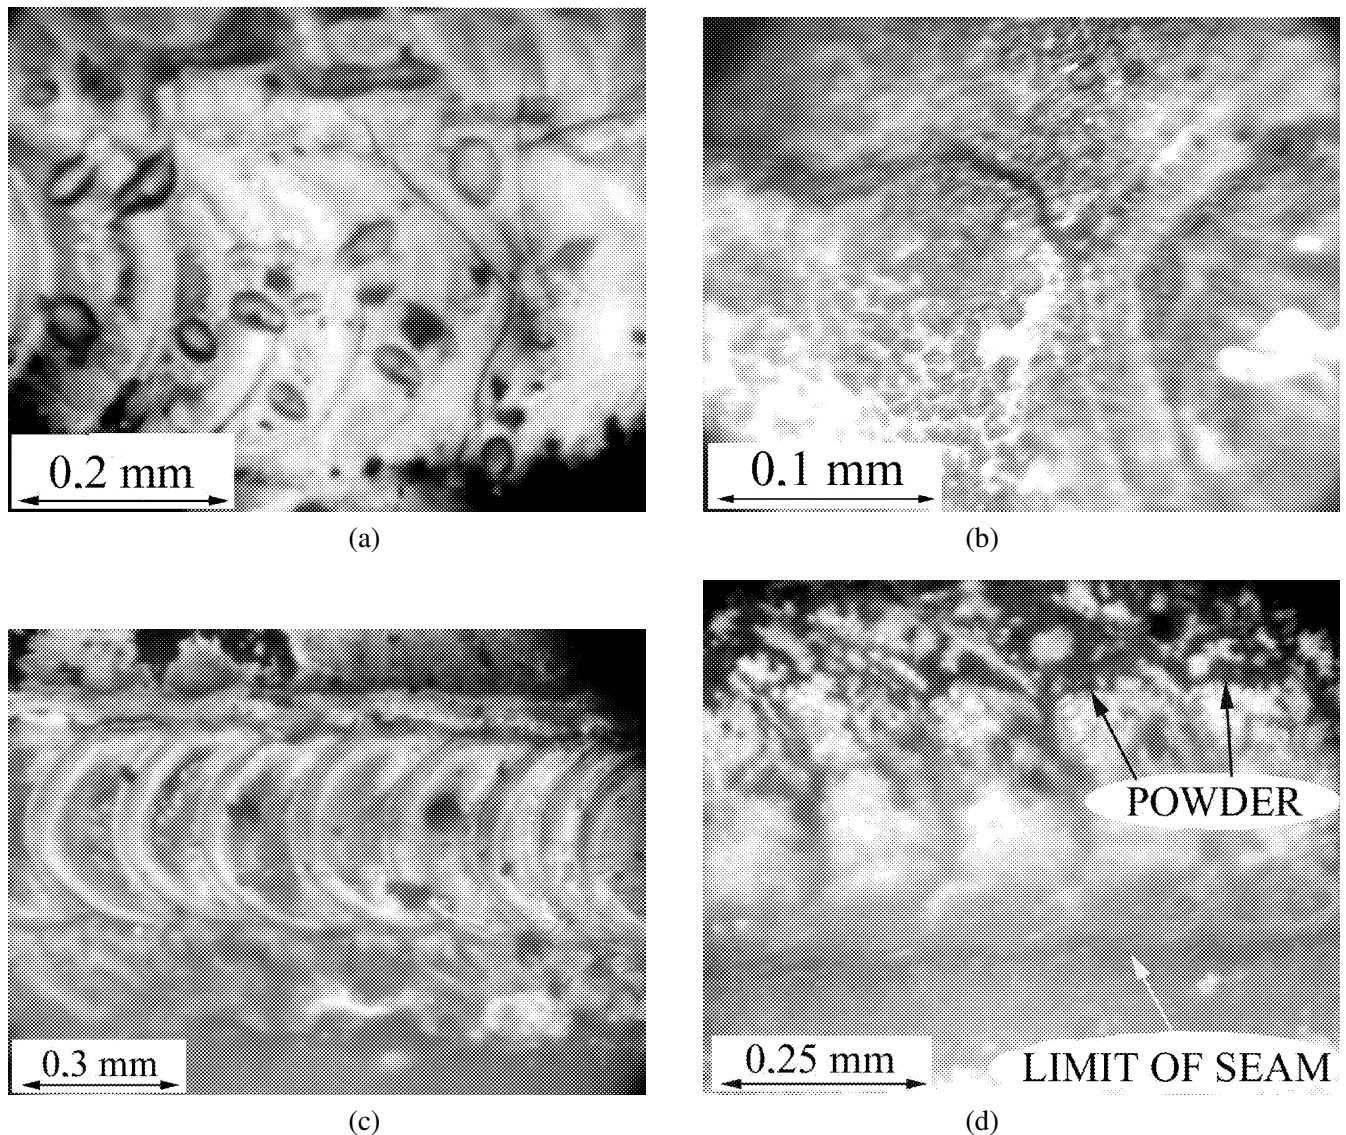 0.2 mm
(a)
0.1 mm
(b)
0.3 mm
(c)
POWDER
0.25 mm
LIMIT OF SEAM
(d)